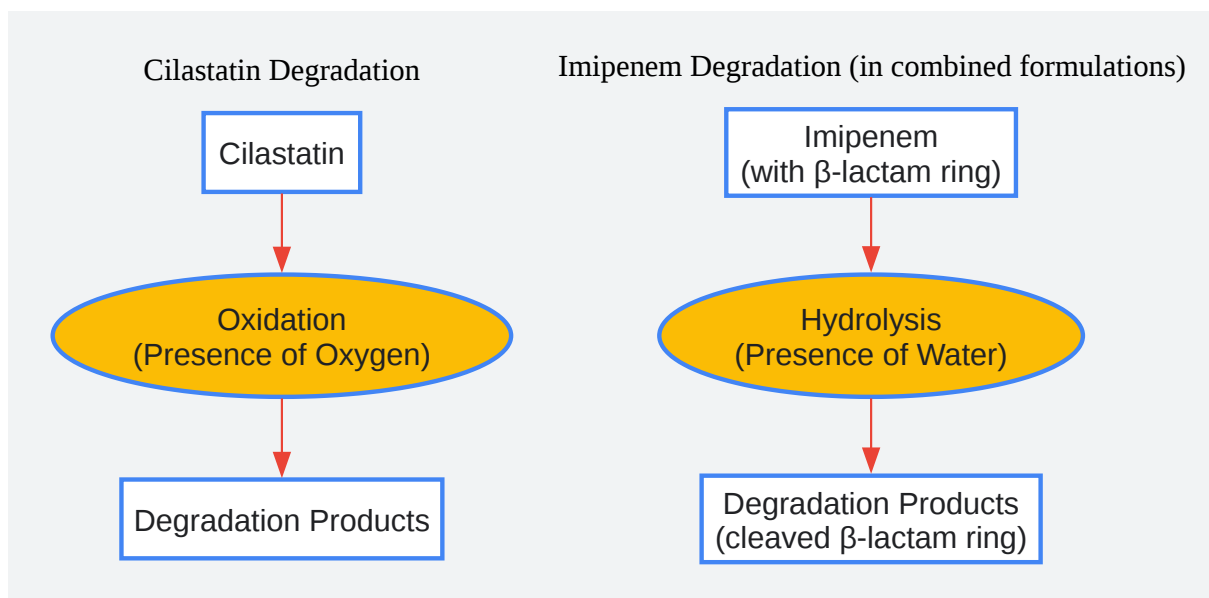 Cilastatin Degradation
Cilastatin
Oxidation
(Presence of Oxygen)
Degradation Products
Imipenem Degradation (in combined formulations)
Imipenem
(with β-lactam ring)
Hydrolysis
(Presence of Water)
Degradation Products
(cleaved β-lactam ring)